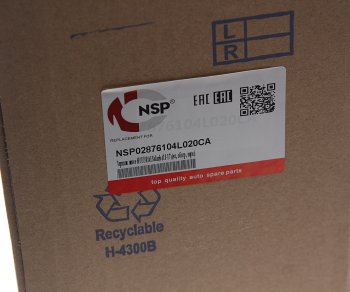 L
R
NSP
EAC EAC
REPLACEMENT FOR
NSP02876104L020CA
top quality auto spare parts
Recyclable
H-4300B